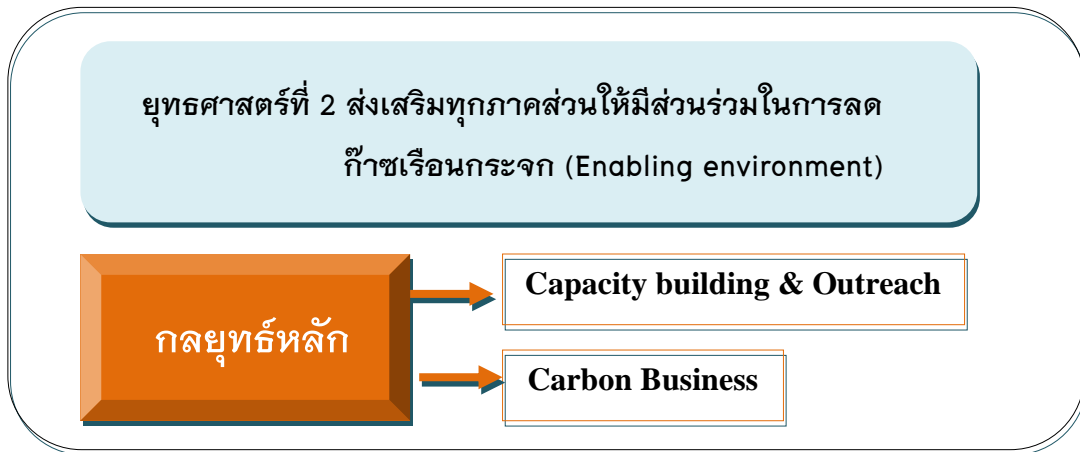 ยุทธศาสตร์ที่ 2 ส่งเสริมทุกภาคส่วนให้มีส่วนร่วมในการลด
ก๊าซเรือนกระจก (Enabling environment)
กลยุทธ์หลัก
Capacity building & Outreach
Carbon Business